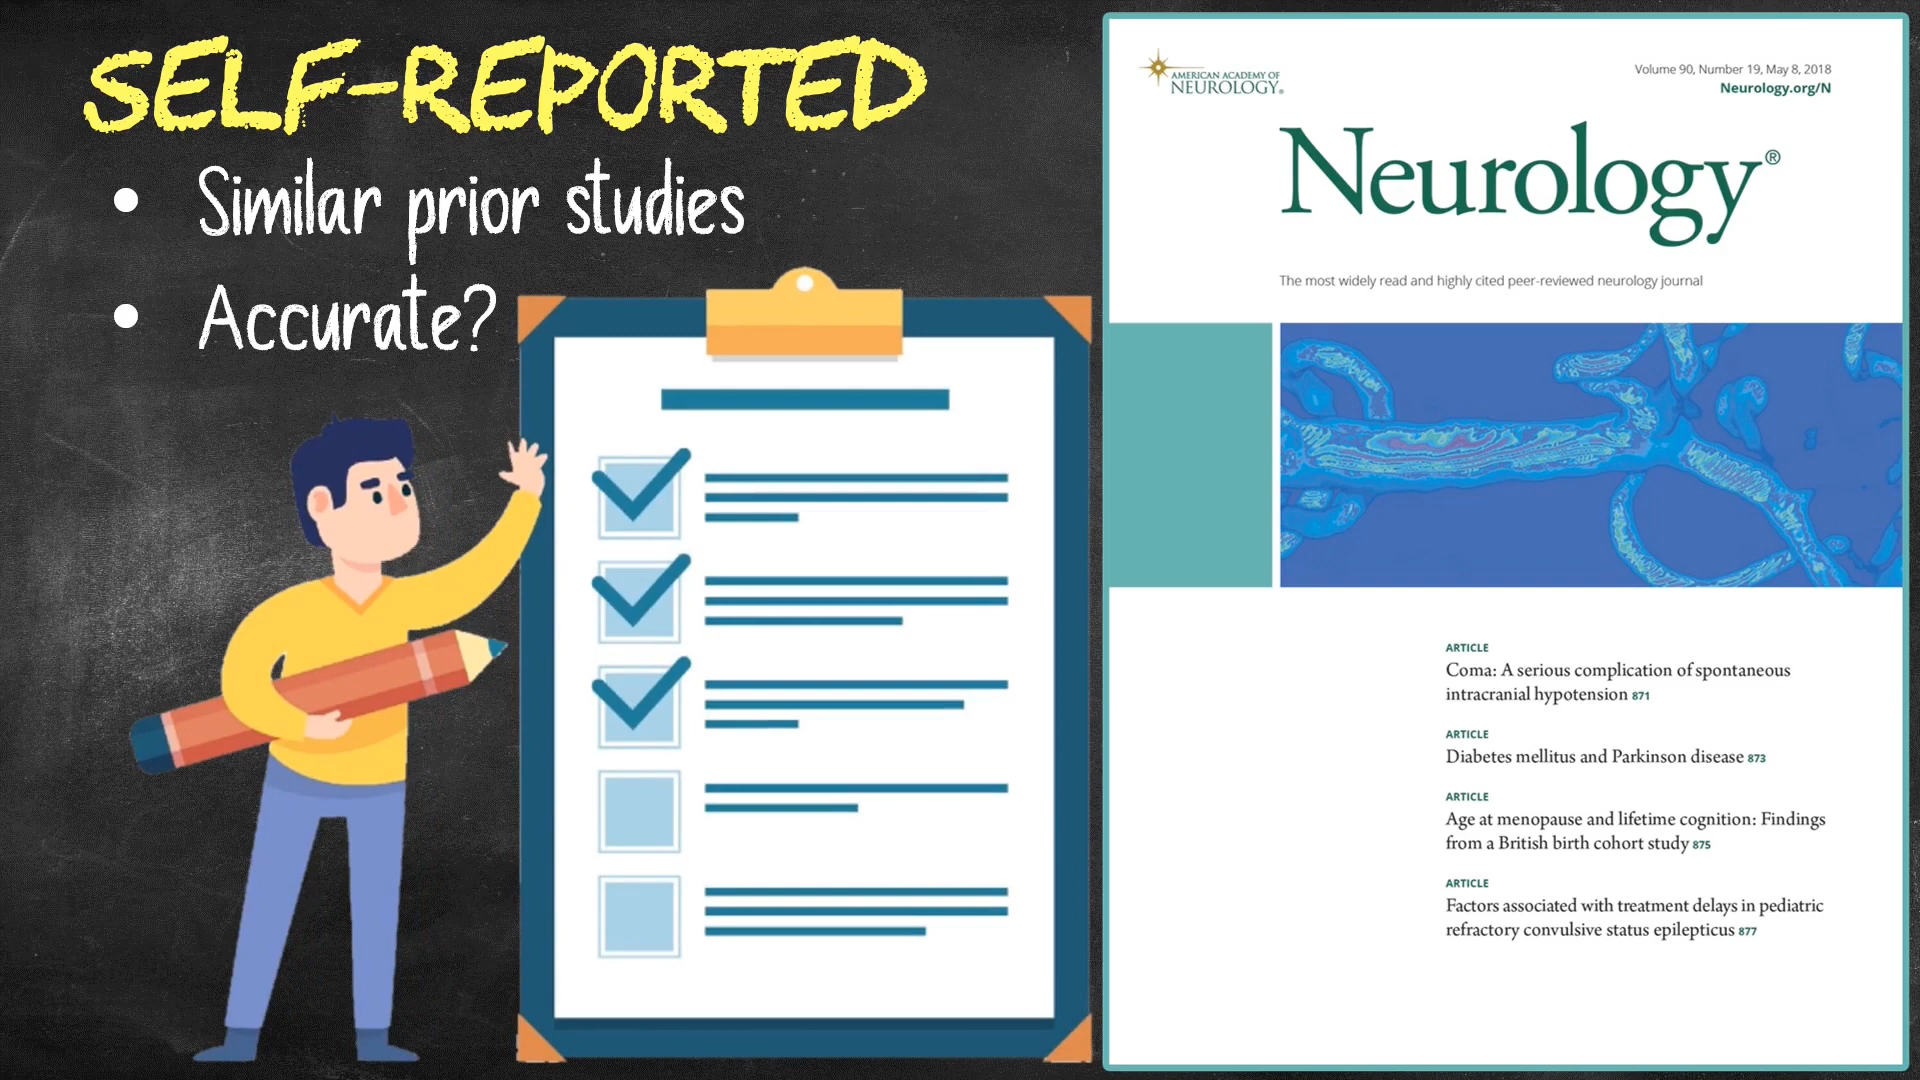 SELF-REPORTED
• Similar prior studies
• Accurate?
AMERICAN ACADEMY OF
NEUROLOGY®
Volume 90, Number 19, May 8, 2018
Neurology.org/N
Neurology®
The most widely read and highly cited peer-reviewed neurology journal
ARTICLE
Coma: A serious complication of spontaneous
intracranial hypotension 871
ARTICLE
Diabetes mellitus and Parkinson disease 873
ARTICLE
Age at menopause and lifetime cognition: Findings
from a British birth cohort study 875
ARTICLE
Factors associated with treatment delays in pediatric
refractory convulsive status epilepticus 877